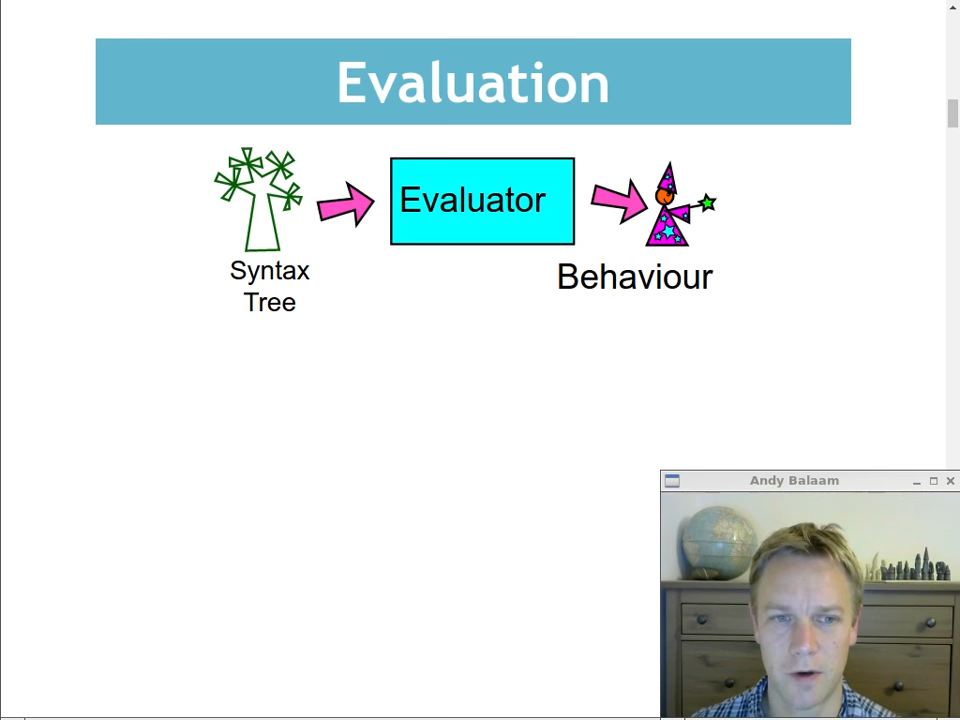 Evaluation
Evaluator
Syntax
Tree
Behaviour
Andy Balaam